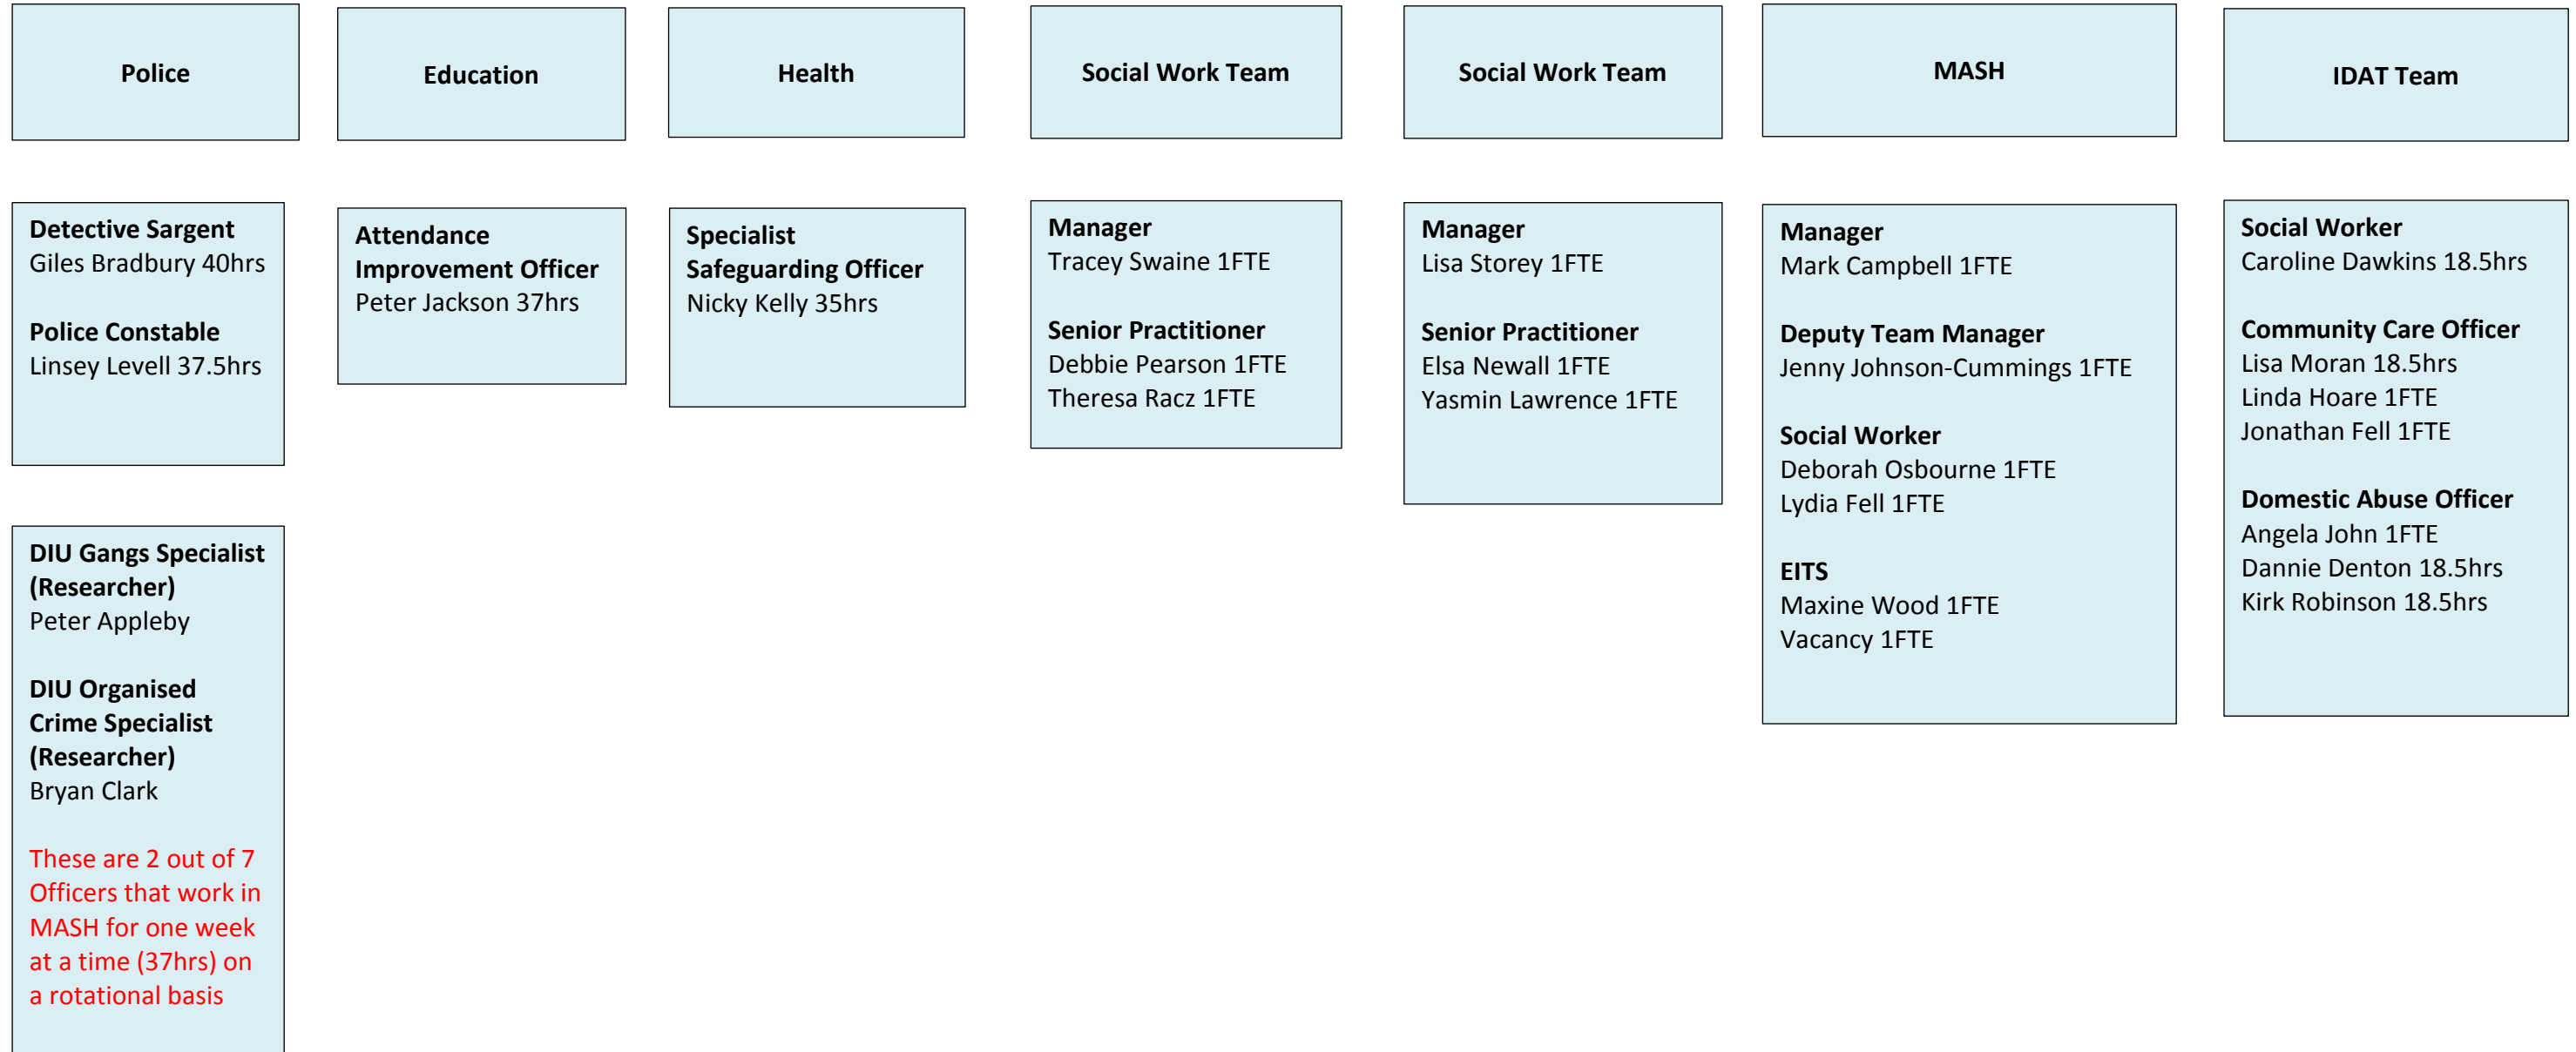 Police
Education
Health
Social Work Team
Social Work Team
MASH
IDAT Team
Detective Sargent
Giles Bradbury 40hrs
Police Constable
Linsey Levell 37.5hrs
DIU Gangs Specialist
(Researcher)
Peter Appleby
DIU Organised
Crime Specialist
(Researcher)
Bryan Clark
These are 2 out of 7
Officers that work in
MASH for one week
at a time (37hrs) on
a rotational basis
Attendance
Improvement Officer
Peter Jackson 37hrs
Specialist
Safeguarding Officer
Nicky Kelly 35hrs
Manager
Tracey Swaine 1FTE
Senior Practitioner
Debbie Pearson 1FTE
Theresa Racz 1FTE
Manager
Lisa Storey 1FTE
Senior Practitioner
Elsa Newall 1FTE
Yasmin Lawrence 1FTE
Manager
Mark Campbell 1FTE
Deputy Team Manager
Jenny Johnson-Cummings 1FTE
Social Worker
Deborah Osbourne 1FTE
Lydia Fell 1FTE
EITS
Maxine Wood 1FTE
Vacancy 1FTE
Social Worker
Caroline Dawkins 18.5hrs
Community Care Officer
Lisa Moran 18.5hrs
Linda Hoare 1FTE
Jonathan Fell 1FTE
Domestic Abuse Officer
Angela John 1FTE
Dannie Denton 18.5hrs
Kirk Robinson 18.5hrs